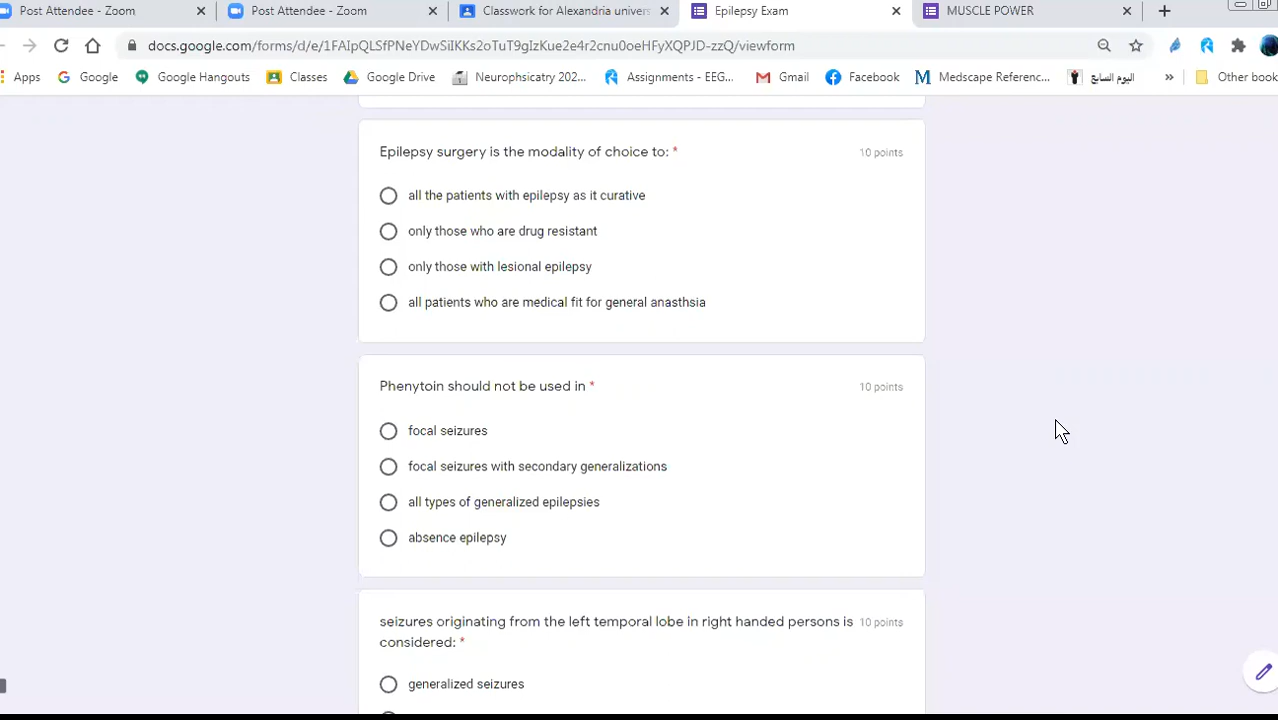 Post Attendee - Zoom
Post Attendee - Zoom
Classwork for Alexandria univers
Epilepsy Exam
MUSCLE POWER
docs.google.com/forms/d/e/1FAIpQLSfPNeYDwSiIKKs2oTuT9gIzKue2e4r2cnu0oeHFyXQPJD-zzQ/viewform
Apps
Google
Google Hangouts
Classes
Google Drive
Neurophsicatry 202...
Assignments - EEG...
Gmail
Facebook
Medscape Referenc...
اليوم السابع
»
Other book
Epilepsy surgery is the modality of choice to: *
10 points
all the patients with epilepsy as it curative
only those who are drug resistant
only those with lesional epilepsy
all patients who are medical fit for general anasthsia
Phenytoin should not be used in *
10 points
focal seizures
focal seizures with secondary generalizations
all types of generalized epilepsies
absence epilepsy
seizures originating from the left temporal lobe in right handed persons is
10 points
considered: *
generalized seizures